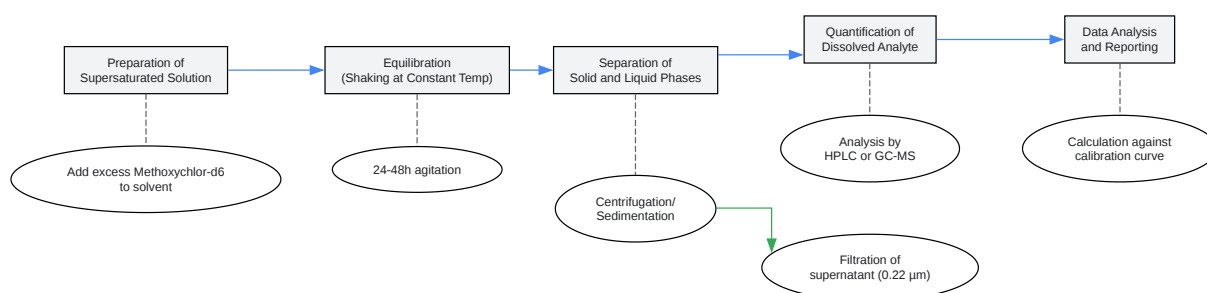 Preparation of
Supersaturated Solution
Equilibration
(Shaking at Constant Temp)
Separation of
Solid and Liquid Phases
Quantification of
Dissolved Analyte
Data Analysis
and Reporting
Add excess Methoxychlor-d6
to solvent
24-48h agitation
Centrifugation/
Sedimentation
Analysis by
HPLC or GC-MS
Calculation against
calibration curve
Filtration of
supernatant (0.22 µm)